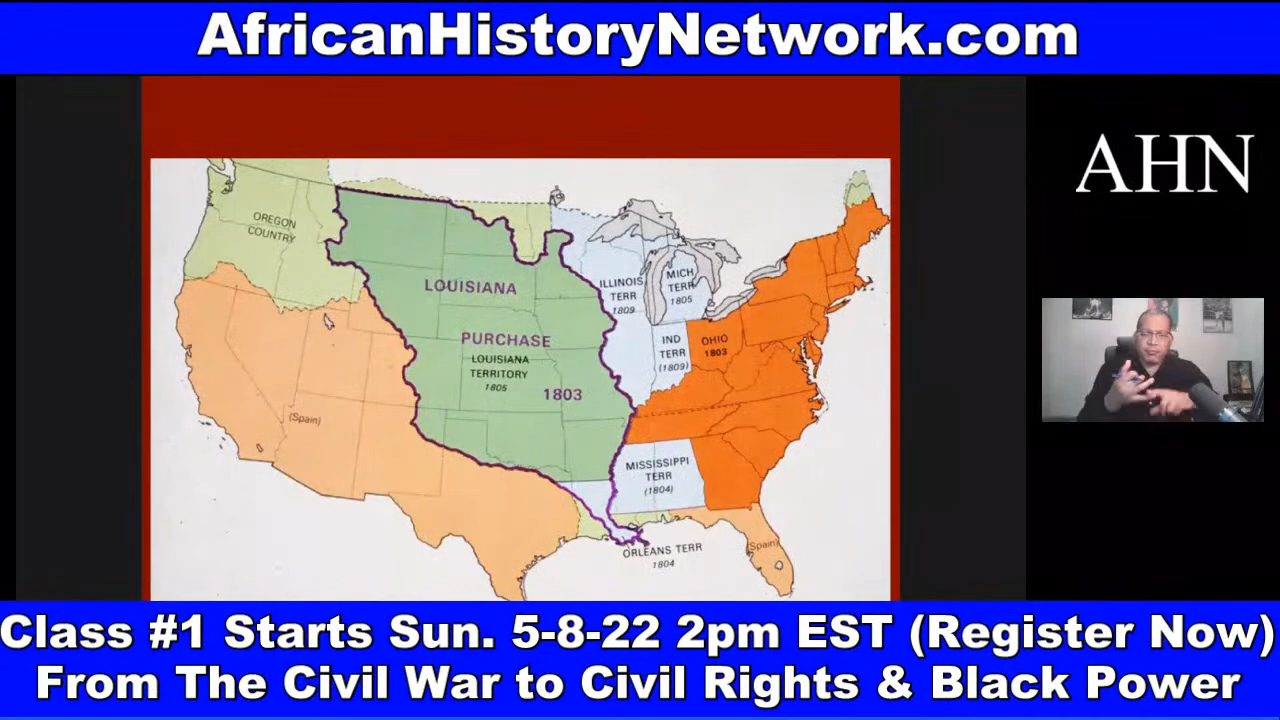 AfricanHistoryNetwork.com
AHN
OREGON
COUNTRY
LOUISIANA
PURCHASE
LOUISIANA
TERRITORY
1805
1803
(Spain)
ILLINOIS
TERR
1809
MICH
TERR
1805
IND
TERR
(1809)
OHIO
1803
MISSISSIPPI
TERR
(1804)
ORLEANS TERR
1804
(Spain)
Class #1 Starts Sun. 5-8-22 2pm EST (Register Now)
From The Civil War to Civil Rights & Black Power